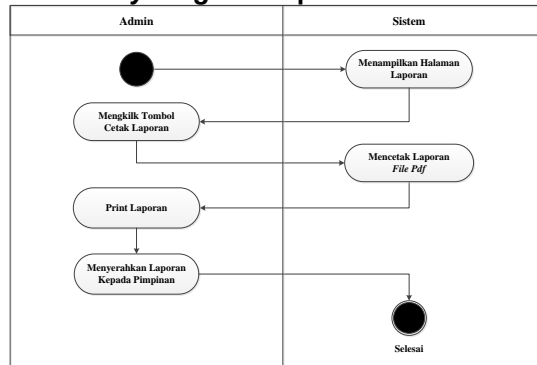 Admin
Sistem
Menampilkan Halaman
Laporan
Mengkilk Tombol
Cetak Laporan
Mencetak Laporan
File Pdf
Print Laporan
Menyerahkan Laporan
Kepada Pimpinan
Selesai